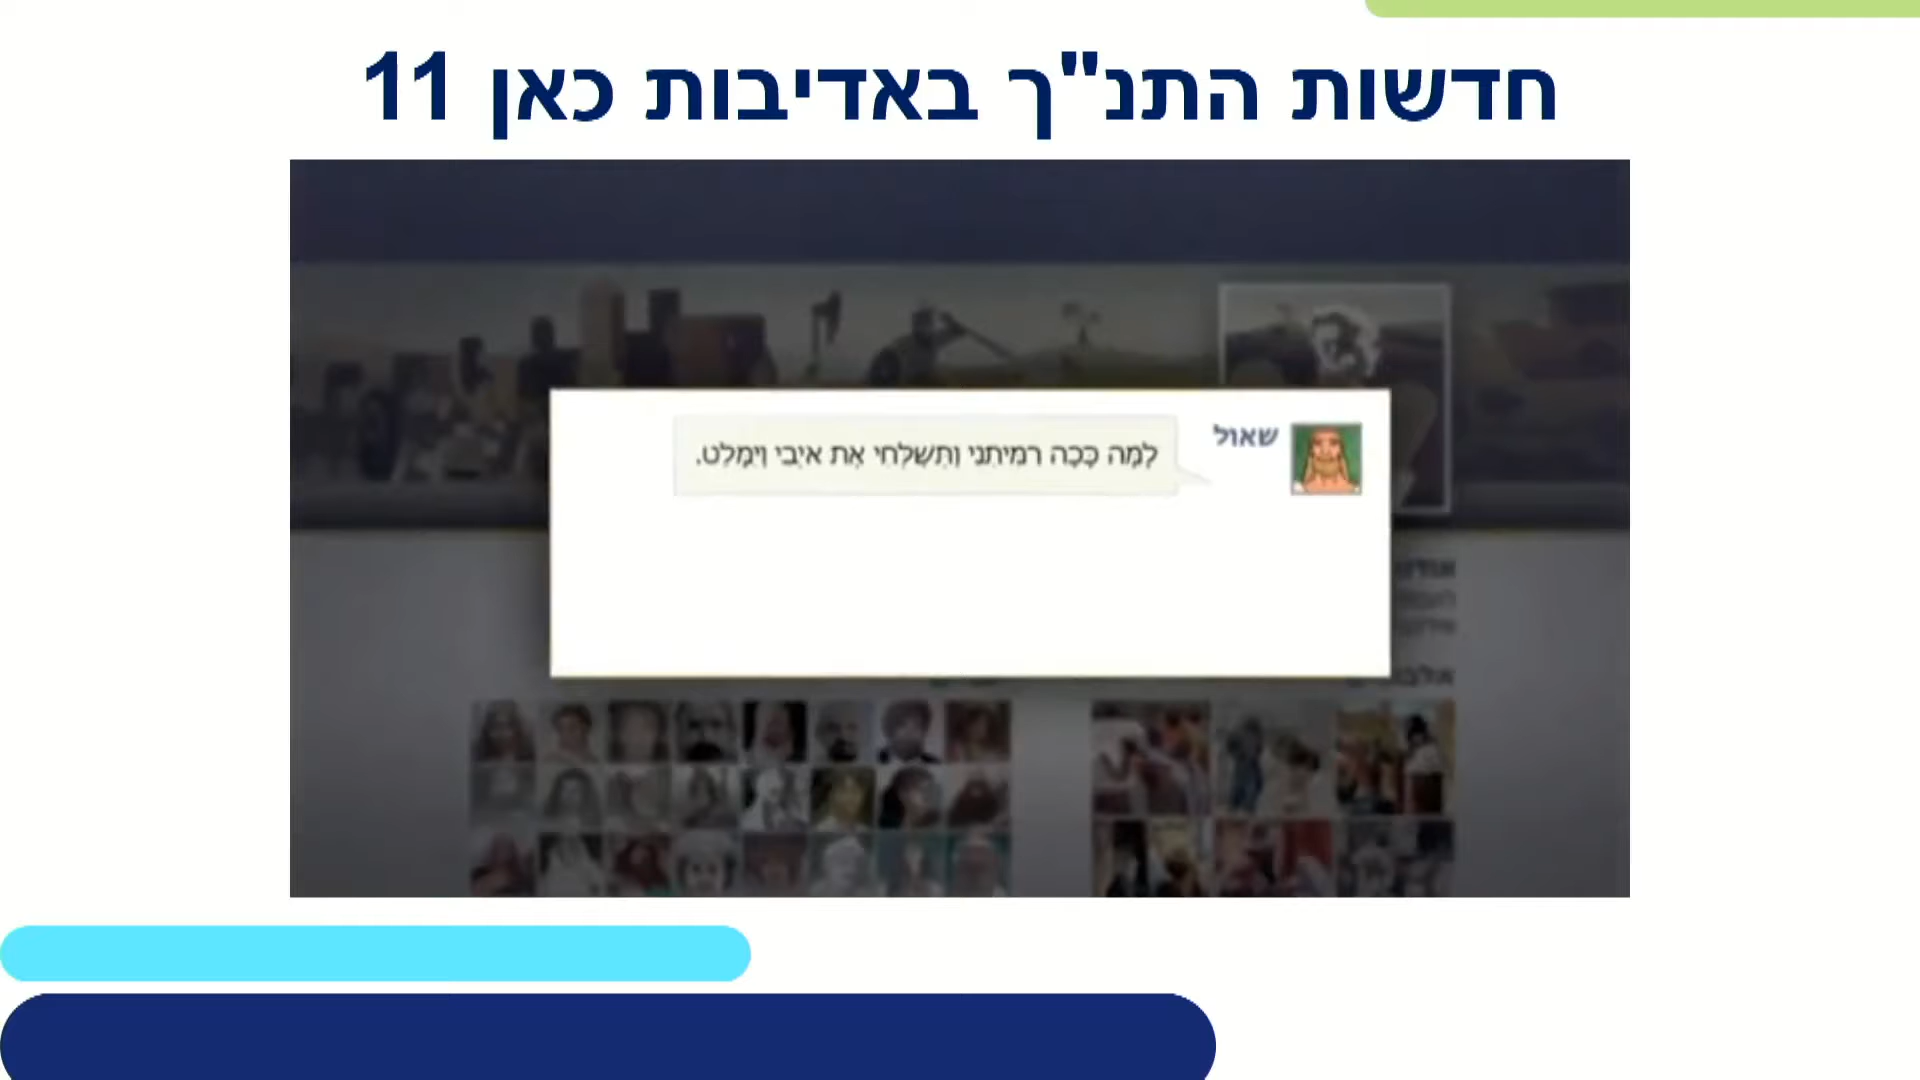 חדשות התנ"ך באדיבות כאן 11
שאול
לָמָּה כָּכָה רִמִּיתִנִי וַתְּשַׁלְּחִי אֶת אֹיְבִי וַיִּמָּלֵט.